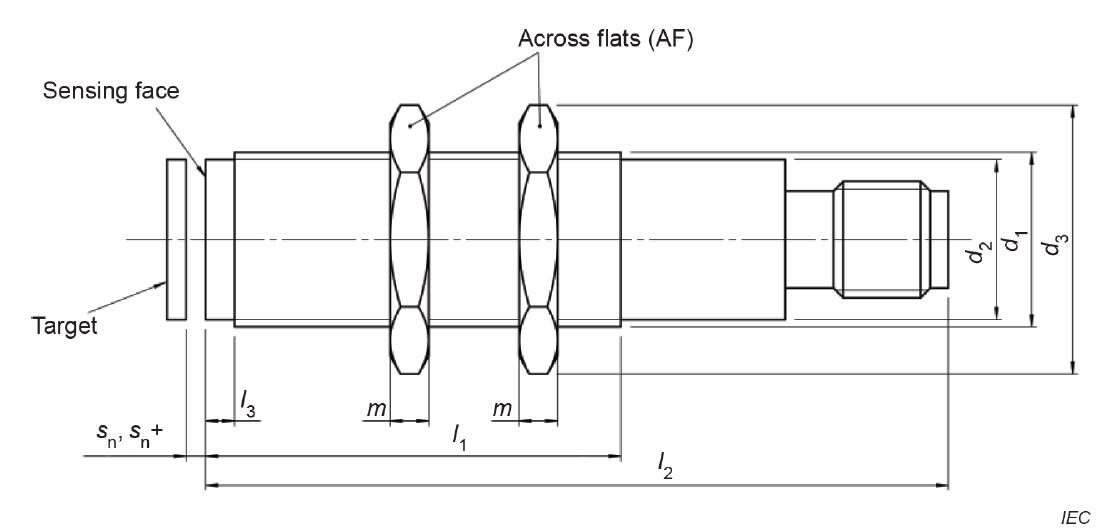 Across flats (AF)
Sensing face
d2
d1
d3
Target
l3
m
m
sn, sn+
l1
l2
IEC